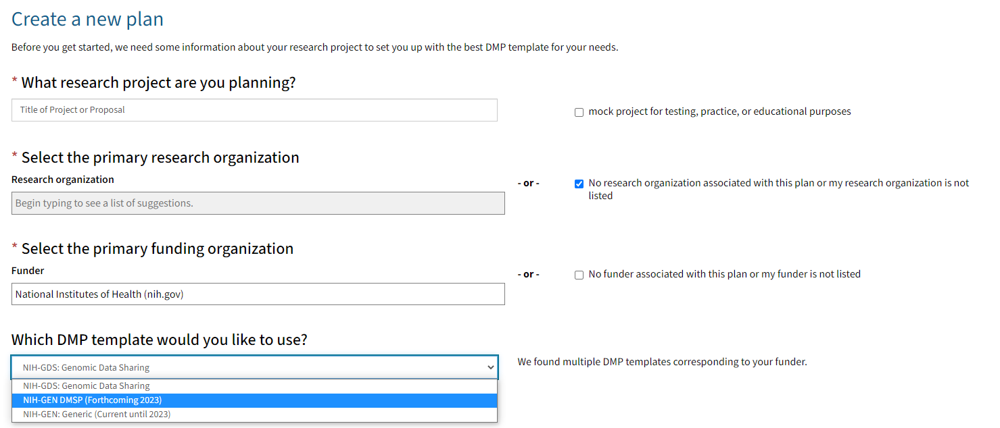 Create a new plan
Before you get started, we need some information about your research project to set you up with the best DMP template for your needs.
* What research project are you planning?
Title of Project or Proposal
mock project for testing, practice, or educational purposes
* Select the primary research organization
Research organization
Begin typing to see a list of suggestions.
- or -
No research organization associated with this plan or my research organization is not
listed
* Select the primary funding organization
Funder
National Institutes of Health (nih.gov)
- or -
No funder associated with this plan or my funder is not listed
Which DMP template would you like to use?
NIH-GDS: Genomic Data Sharing
We found multiple DMP templates corresponding to your funder.
NIH-GDS: Genomic Data Sharing
NIH-GEN DMSP (Forthcoming 2023)
NIH-GEN: Generic (Current until 2023)